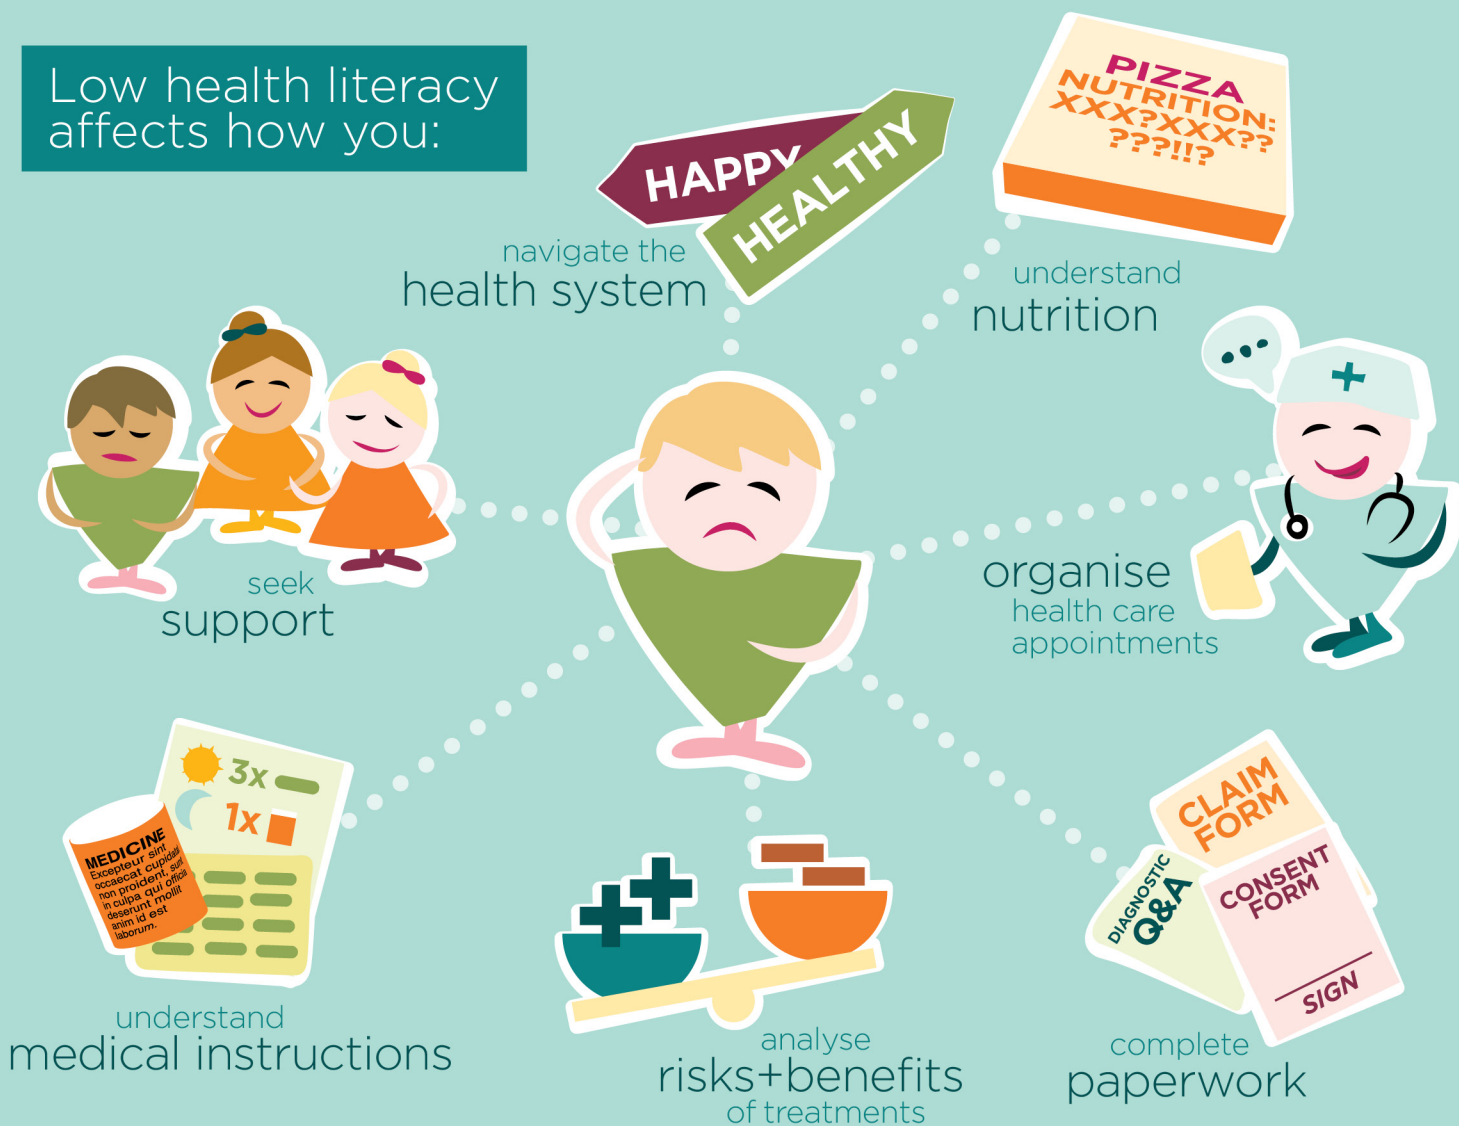 Low health literacy
affects how you:
HAPPY
HEALTHY
navigate the
health system
PIZZA
NUTRITION:
XXX?XXX??
???!!?
understand
nutrition
organise
health care
appointments
seek
support
3x
1x
MEDICINE
Excepteur sint
occaecat cupidatat
non proident, sunt
in culpa qui officia
deserunt mollit
anim id est
laborum.
understand
medical instructions
analyse
risks+benefits
of treatments
CLAIM
FORM
DIAGNOSTIC
Q&A
CONSENT
FORM
SIGN
complete
paperwork